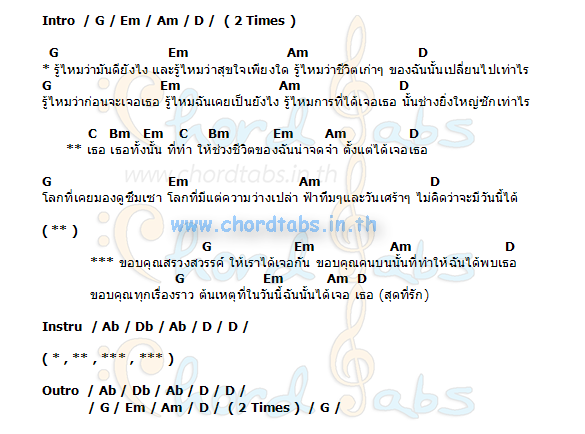 Intro / G / Em / Am / D / ( 2 Times )
G Em Am D
* รู้ไหมว่ามันดียังไง และรู้ไหมว่าสุขใจเพียงใด รู้ไหมว่าชีวิตเก่าๆ ของฉันนั้นเปลี่ยนไปเท่าไร
G Em Am D
รู้ไหมว่าก่อนจะเจอเธอ รู้ไหมฉันเคยเป็นยังไง รู้ไหมการที่ได้เจอเธอ นั้นช่างยิ่งใหญ่ซักเท่าไร
C Bm Em C Bm Em Am D
** เธอ เธอทั้งนั้น ที่ทำ ให้ช่วงชีวิตของฉันน่าจดจำ ตั้งแต่ได้เจอเธอ
chordtabs.in.th
G Em Am D
โลกที่เคยมองดูซึมเซา โลกที่มีแต่ความว่างเปล่า ฟ้าทึมๆและวันเศร้าๆ ไม่คิดว่าจะมีวันนี้ได้
www.chordtabs.in.th
( ** )
G Em Am D
*** ขอบคุณสรวงสวรรค์ ให้เราได้เจอกัน ขอบคุณคนบนนั้นที่ทำให้ฉันได้พบเธอ
G Em Am D
ขอบคุณทุกเรื่องราว ต้นเหตุที่ในวันนี้ฉันนั้นได้เจอ เธอ (สุดที่รัก)
Instru / Ab / Db / Ab / D / D /
( * , ** , *** , *** )
Outro / Ab / Db / Ab / D / D /
/ G / Em / Am / D / ( 2 Times ) / G /